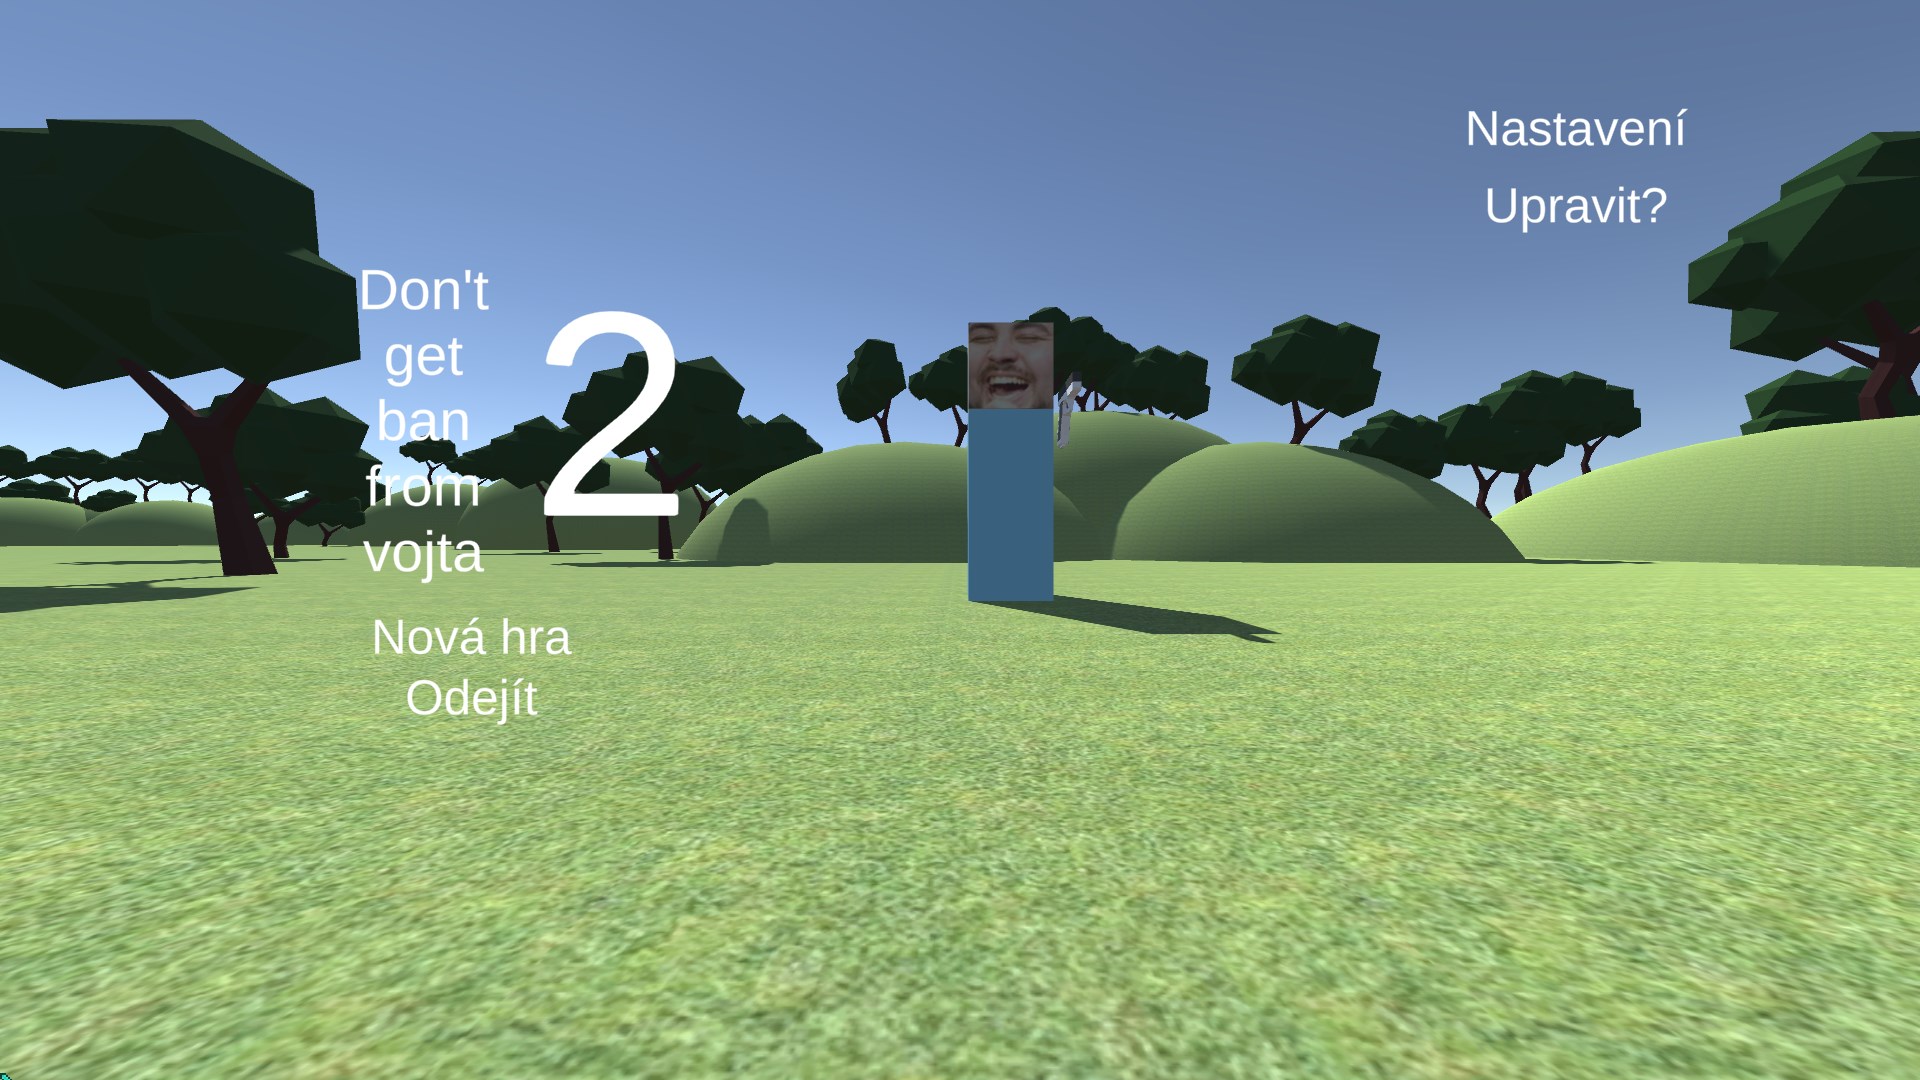 Don't
get
ban
from
vojta
2
Nová hra
Odejít
Nastavení
Upravit?